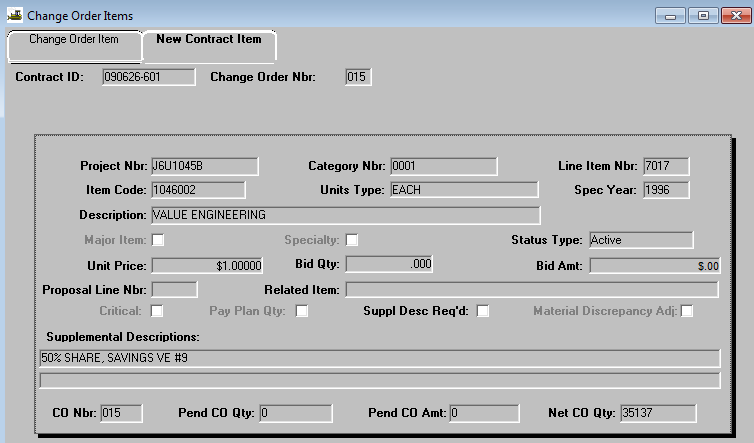 Change Order Items
Change Order Item New Contract Item
Contract ID: 090626-601 Change Order Nbr: 015
Project Nbr: J6U1045B Category Nbr: 0001 Line Item Nbr: 7017
Item Code: 1046002 Units Type: EACH Spec Year: 1996
Description: VALUE ENGINEERING
Major Item: Specialty: Status Type: Active
Unit Price: $1.00000 Bid Qty: .000 Bid Amt: $.00
Proposal Line Nbr: Related Item:
Critical: Pay Plan Qty: Suppl Desc Req'd: Material Discrepancy Adj:
Supplemental Descriptions:
50% SHARE, SAVINGS VE #9
CO Nbr: 015 Pend CO Qty: 0 Pend CO Amt: 0 Net CO Qty: 35137